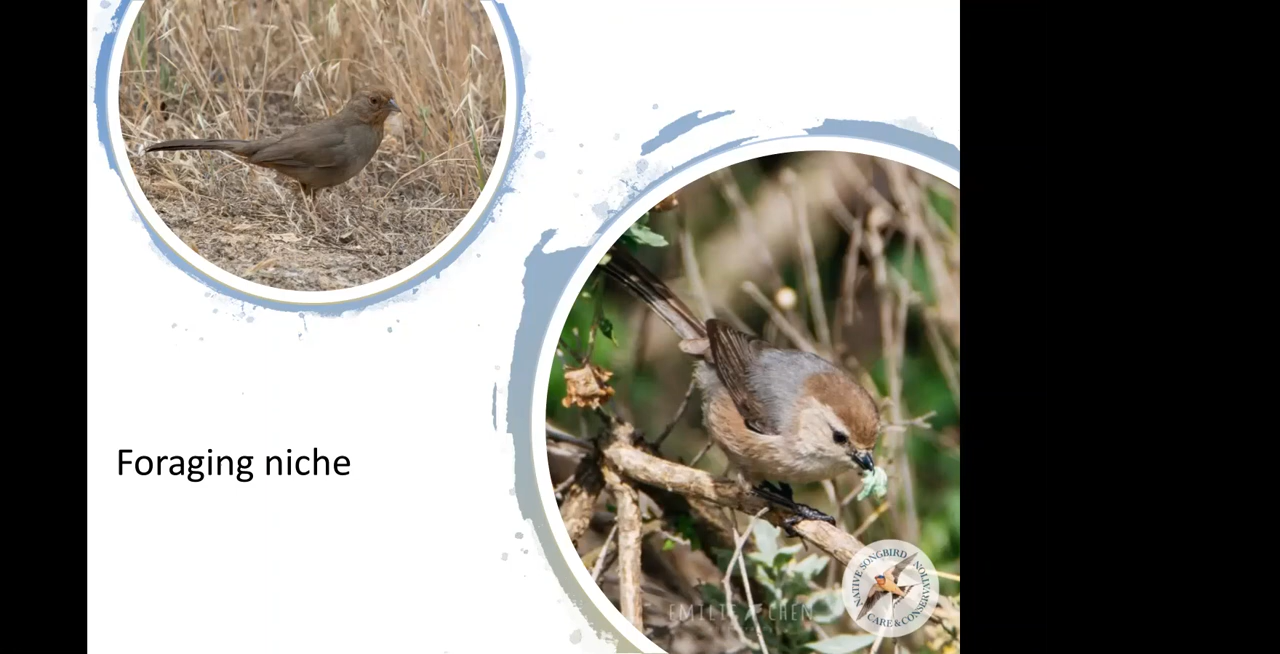 Foraging niche
EMILIE CHEN
NATIVE SONGBIRD
CARE & CONSERVATION